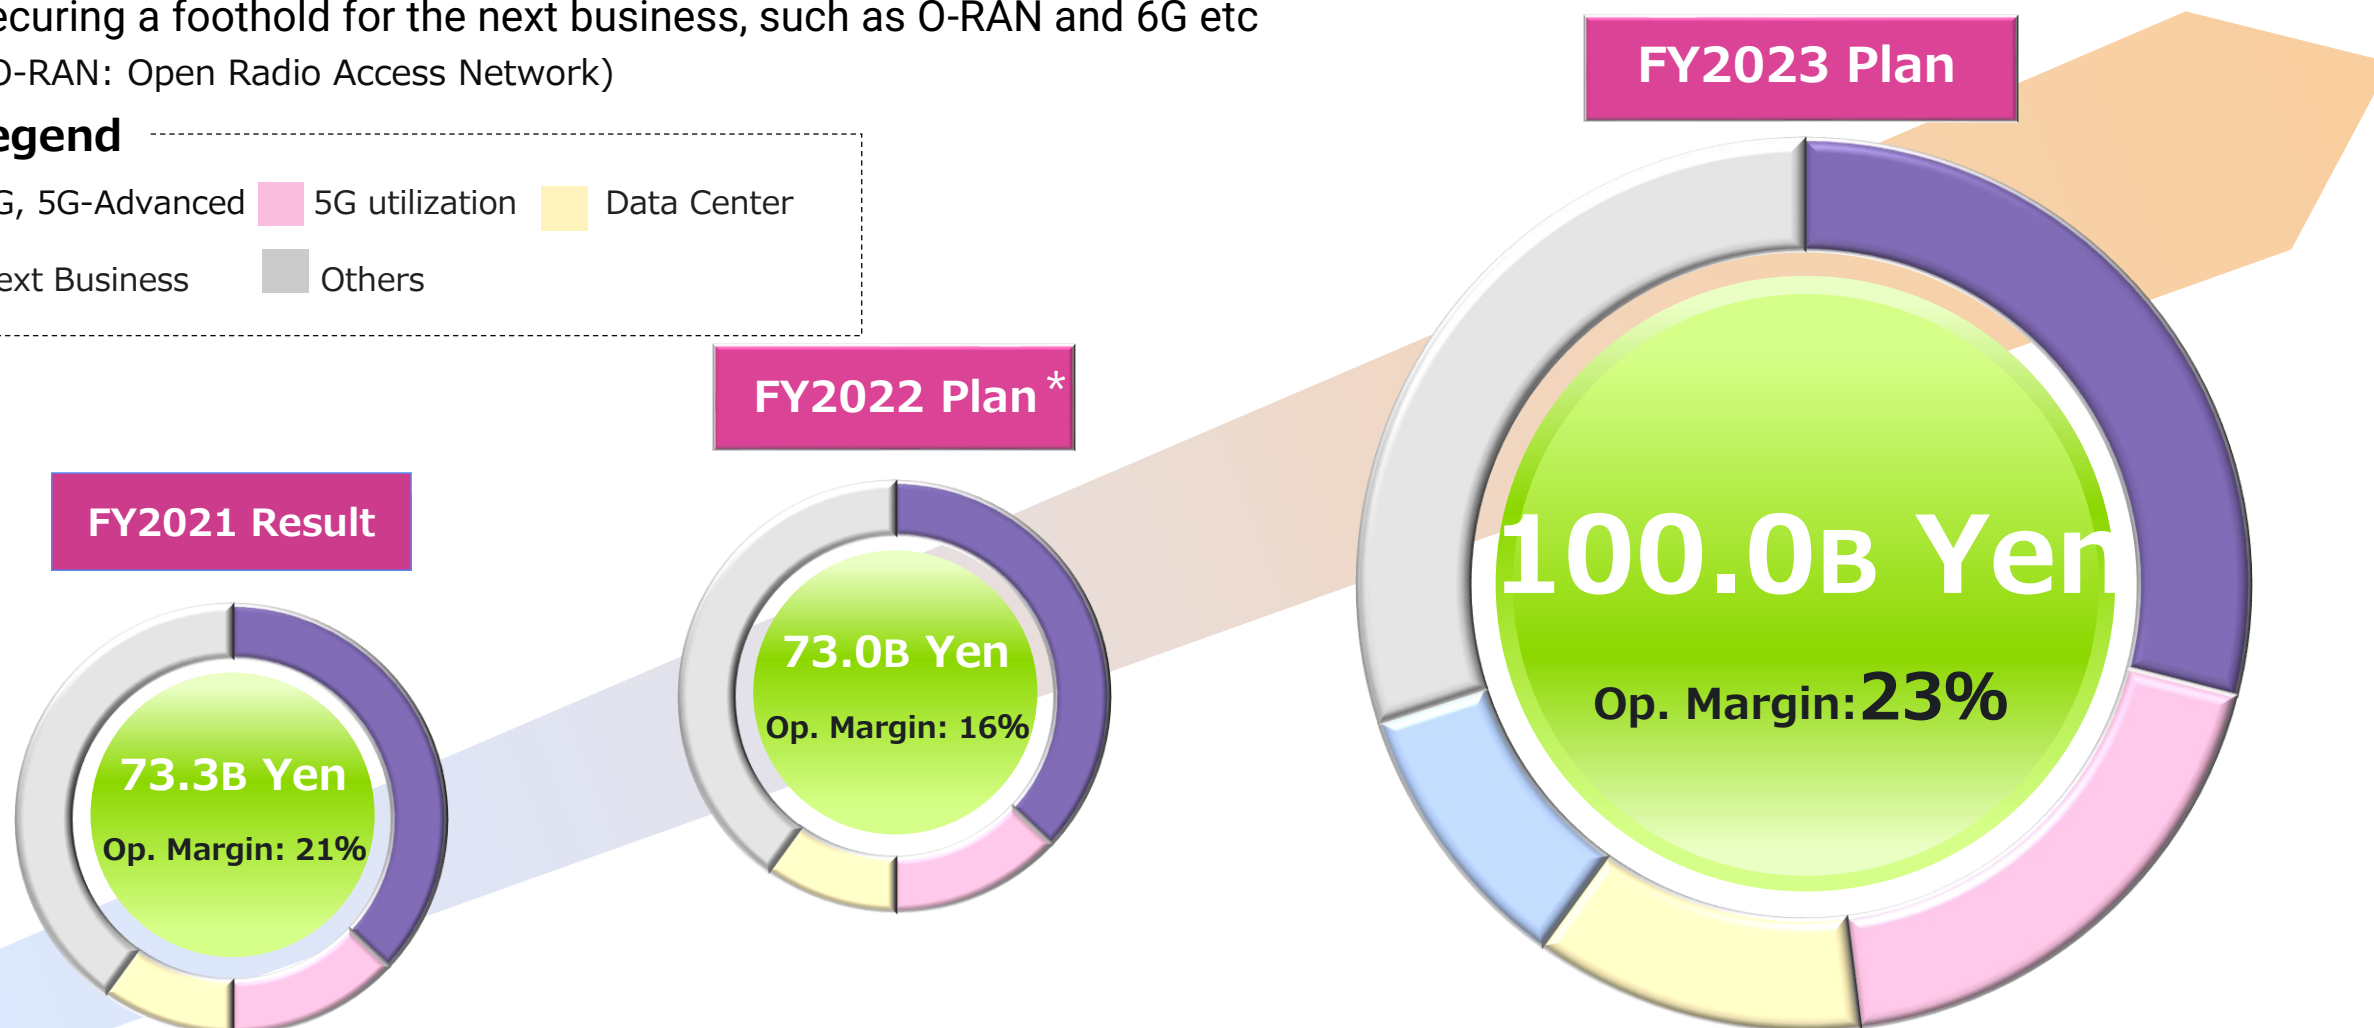 ecuring a foothold for the next business, such as O-RAN and 6G etc
O-RAN: Open Radio Access Network)
egend
G, 5G-Advanced 5G utilization Data Center
ext Business Others
FY2023 Plan
FY2022 Plan*
FY2021 Result
100.0B Yen
Op. Margin:23%
73.0B Yen
Op. Margin: 16%
73.3B Yen
Op. Margin: 21%